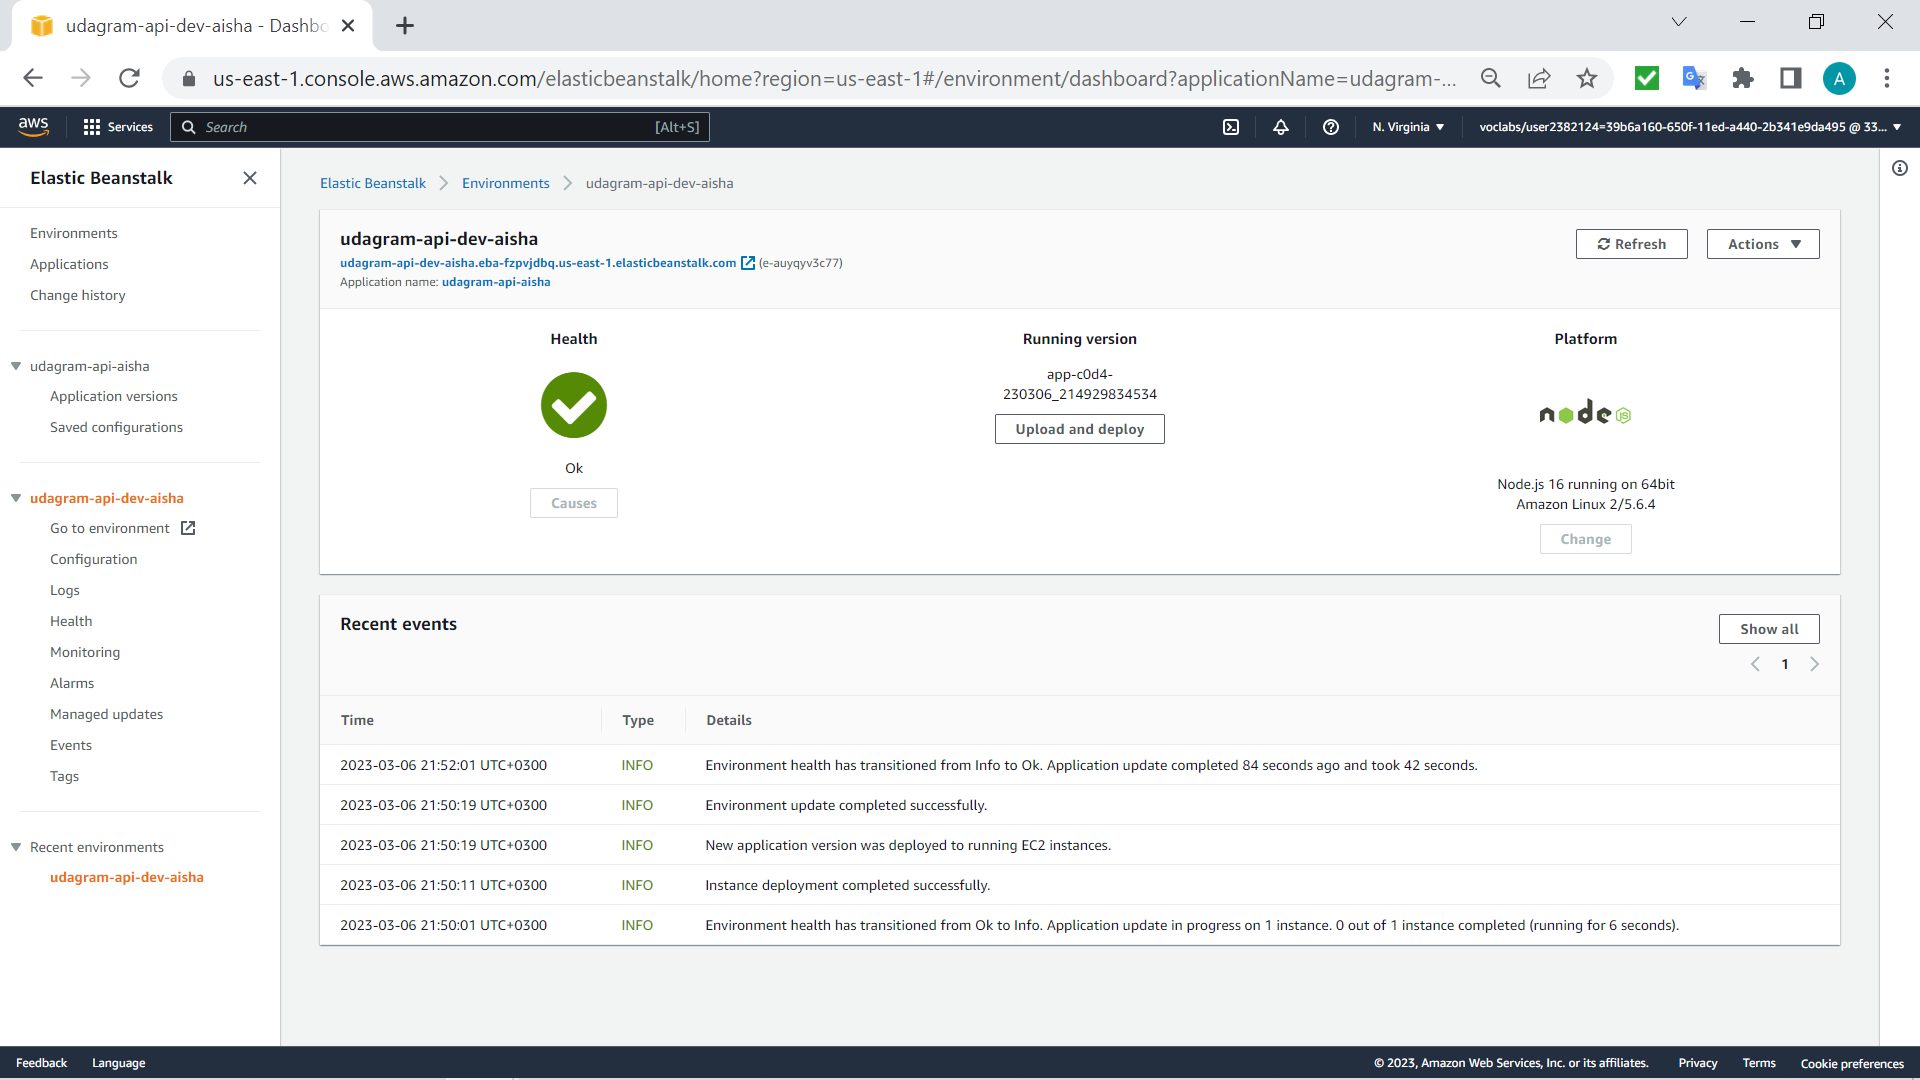 udagram-api-dev-aisha - Dashbo
us-east-1.console.aws.amazon.com/elasticbeanstalk/home?region=us-east-1#/environment/dashboard?applicationName=udagram-...
A
aws
Services
Search
[Alt+S]
N. Virginia
voclabs/user2382124=39b6a160-650f-11ed-a440-2b341e9da495 @ 33...
Elastic Beanstalk
Environments
Applications
Change history
udagram-api-aisha
Application versions
Saved configurations
udagram-api-dev-aisha
Go to environment
Configuration
Logs
Health
Monitoring
Alarms
Managed updates
Events
Tags
Recent environments
udagram-api-dev-aisha
Elastic Beanstalk
Environments
udagram-api-dev-aisha
udagram-api-dev-aisha
udagram-api-dev-aisha.eba-fzpvjdbq.us-east-1.elasticbeanstalk.com (e-auyqyv3c77)
Application name: udagram-api-aisha
Refresh
Actions
Health
Ok
Causes
Running version
app-c0d4-
230306_214929834534
Upload and deploy
Platform
node JS
Node.js 16 running on 64bit
Amazon Linux 2/5.6.4
Change
Recent events
Show all
1
Time Type Details
2023-03-06 21:52:01 UTC+0300 INFO Environment health has transitioned from Info to Ok. Application update completed 84 seconds ago and took 42 seconds.
2023-03-06 21:50:19 UTC+0300 INFO Environment update completed successfully.
2023-03-06 21:50:19 UTC+0300 INFO New application version was deployed to running EC2 instances.
2023-03-06 21:50:11 UTC+0300 INFO Instance deployment completed successfully.
2023-03-06 21:50:01 UTC+0300 INFO Environment health has transitioned from Ok to Info. Application update in progress on 1 instance. 0 out of 1 instance completed (running for 6 seconds).
Feedback
Language
© 2023, Amazon Web Services, Inc. or its affiliates.
Privacy
Terms
Cookie preferences